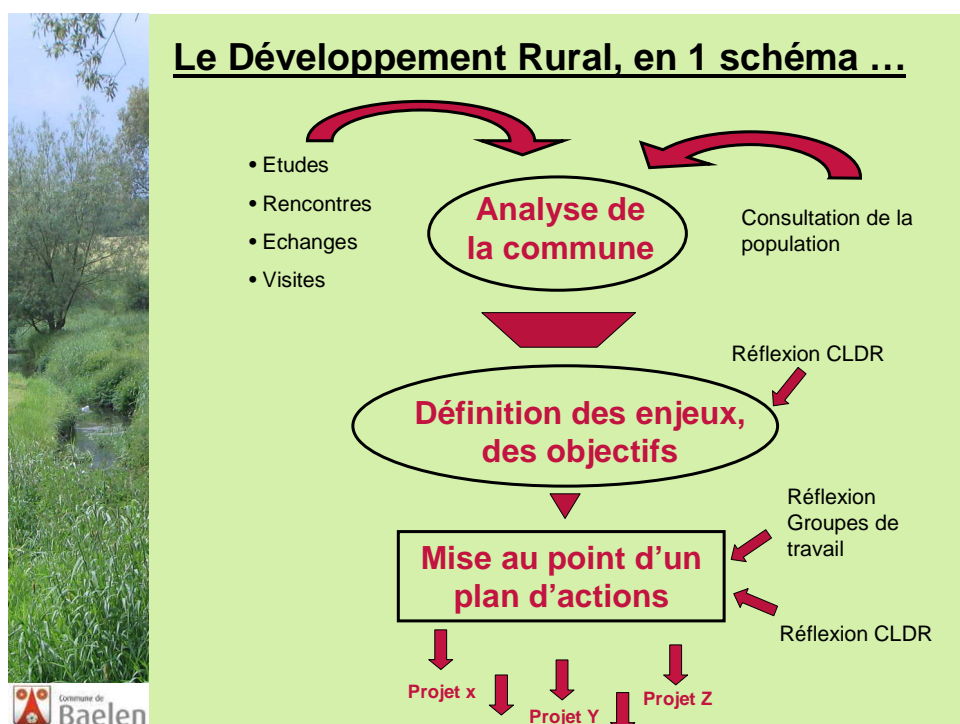 Le Développement Rural, en 1 schéma …
• Etudes
• Rencontres
• Echanges
• Visites
Analyse de
la commune
Consultation de la
population
Réflexion CLDR
Définition des enjeux,
des objectifs
Réflexion
Groupes de
travail
Mise au point d'un
plan d'actions
Réflexion CLDR
Projet x
Projet Y
Projet Z
Commune de
Baelen